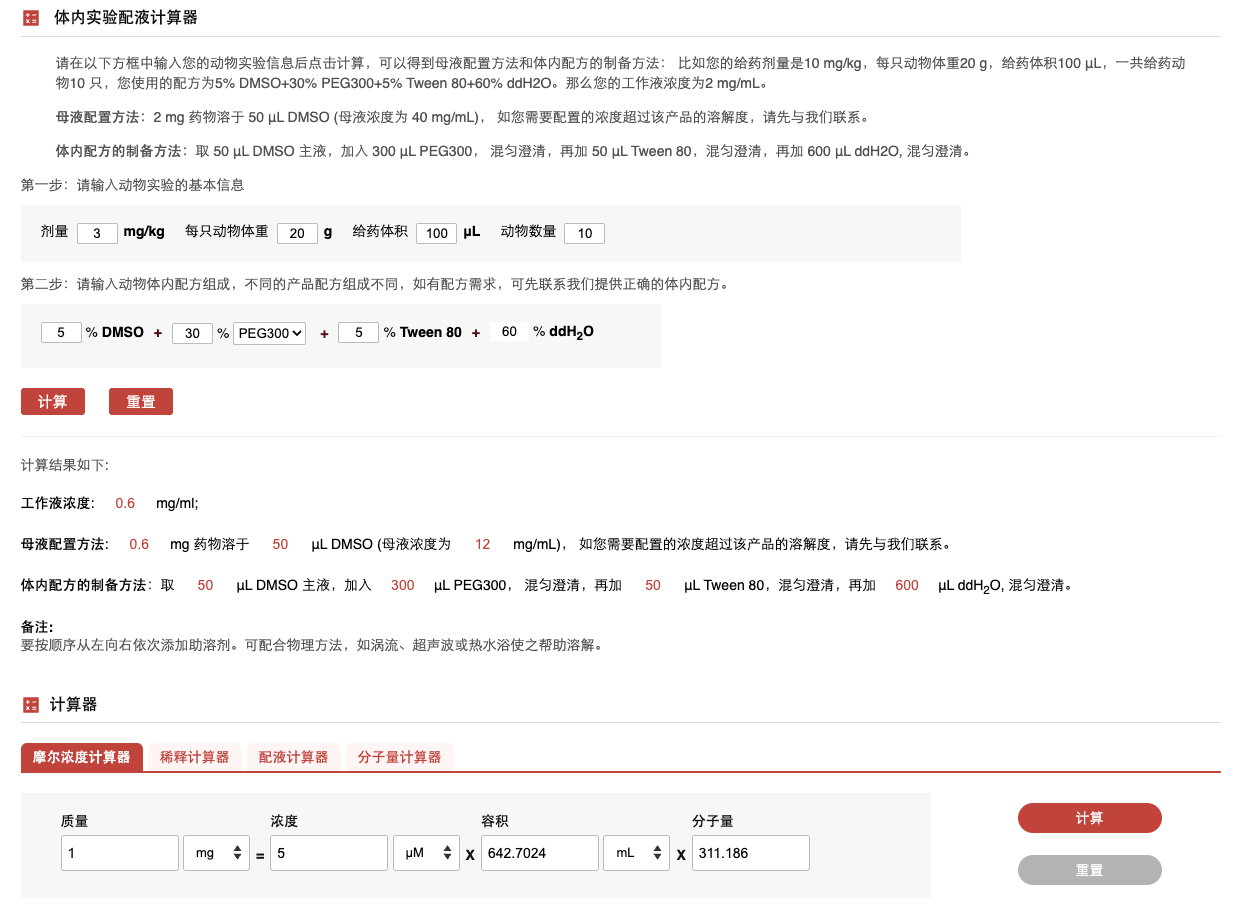 体内实验配液计算器
请在以下方框中输入您的动物实验信息后点击计算，可以得到母液配置方法和体内配方的制备方法： 比如您的给药剂量是10 mg/kg，每只动物体重20 g，给药体积100 μL，一共给药动
物10 只，您使用的配方为5% DMSO+30% PEG300+5% Tween 80+60% ddH2O。那么您的工作液浓度为2 mg/mL。
母液配置方法：2 mg 药物溶于 50 μL DMSO (母液浓度为 40 mg/mL)， 如您需要配置的浓度超过该产品的溶解度，请先与我们联系。
体内配方的制备方法：取 50 μL DMSO 主液，加入 300 μL PEG300， 混匀澄清，再加 50 μL Tween 80，混匀澄清，再加 600 μL ddH2O, 混匀澄清。
第一步：请输入动物实验的基本信息
剂量 3 mg/kg 每只动物体重 20 g 给药体积 100 μL 动物数量 10
第二步：请输入动物体内配方组成，不同的产品配方组成不同，如有配方需求，可先联系我们提供正确的体内配方。
5 % DMSO + 30 % PEG300 + 5 % Tween 80 + 60 % ddH2O
计算 重置
计算结果如下:
工作液浓度: 0.6 mg/ml;
母液配置方法: 0.6 mg 药物溶于 50 μL DMSO (母液浓度为 12 mg/mL)， 如您需要配置的浓度超过该产品的溶解度，请先与我们联系。
体内配方的制备方法：取 50 μL DMSO 主液，加入 300 μL PEG300， 混匀澄清，再加 50 μL Tween 80，混匀澄清，再加 600 μL ddH2O, 混匀澄清。
备注:
要按顺序从左向右依次添加助溶剂。可配合物理方法，如涡流、超声波或热水浴使之帮助溶解。
计算器
摩尔浓度计算器 稀释计算器 配液计算器 分子量计算器
质量 浓度 容积 分子量
1 mg = 5 μM X 642.7024 mL X 311.186
计算
重置